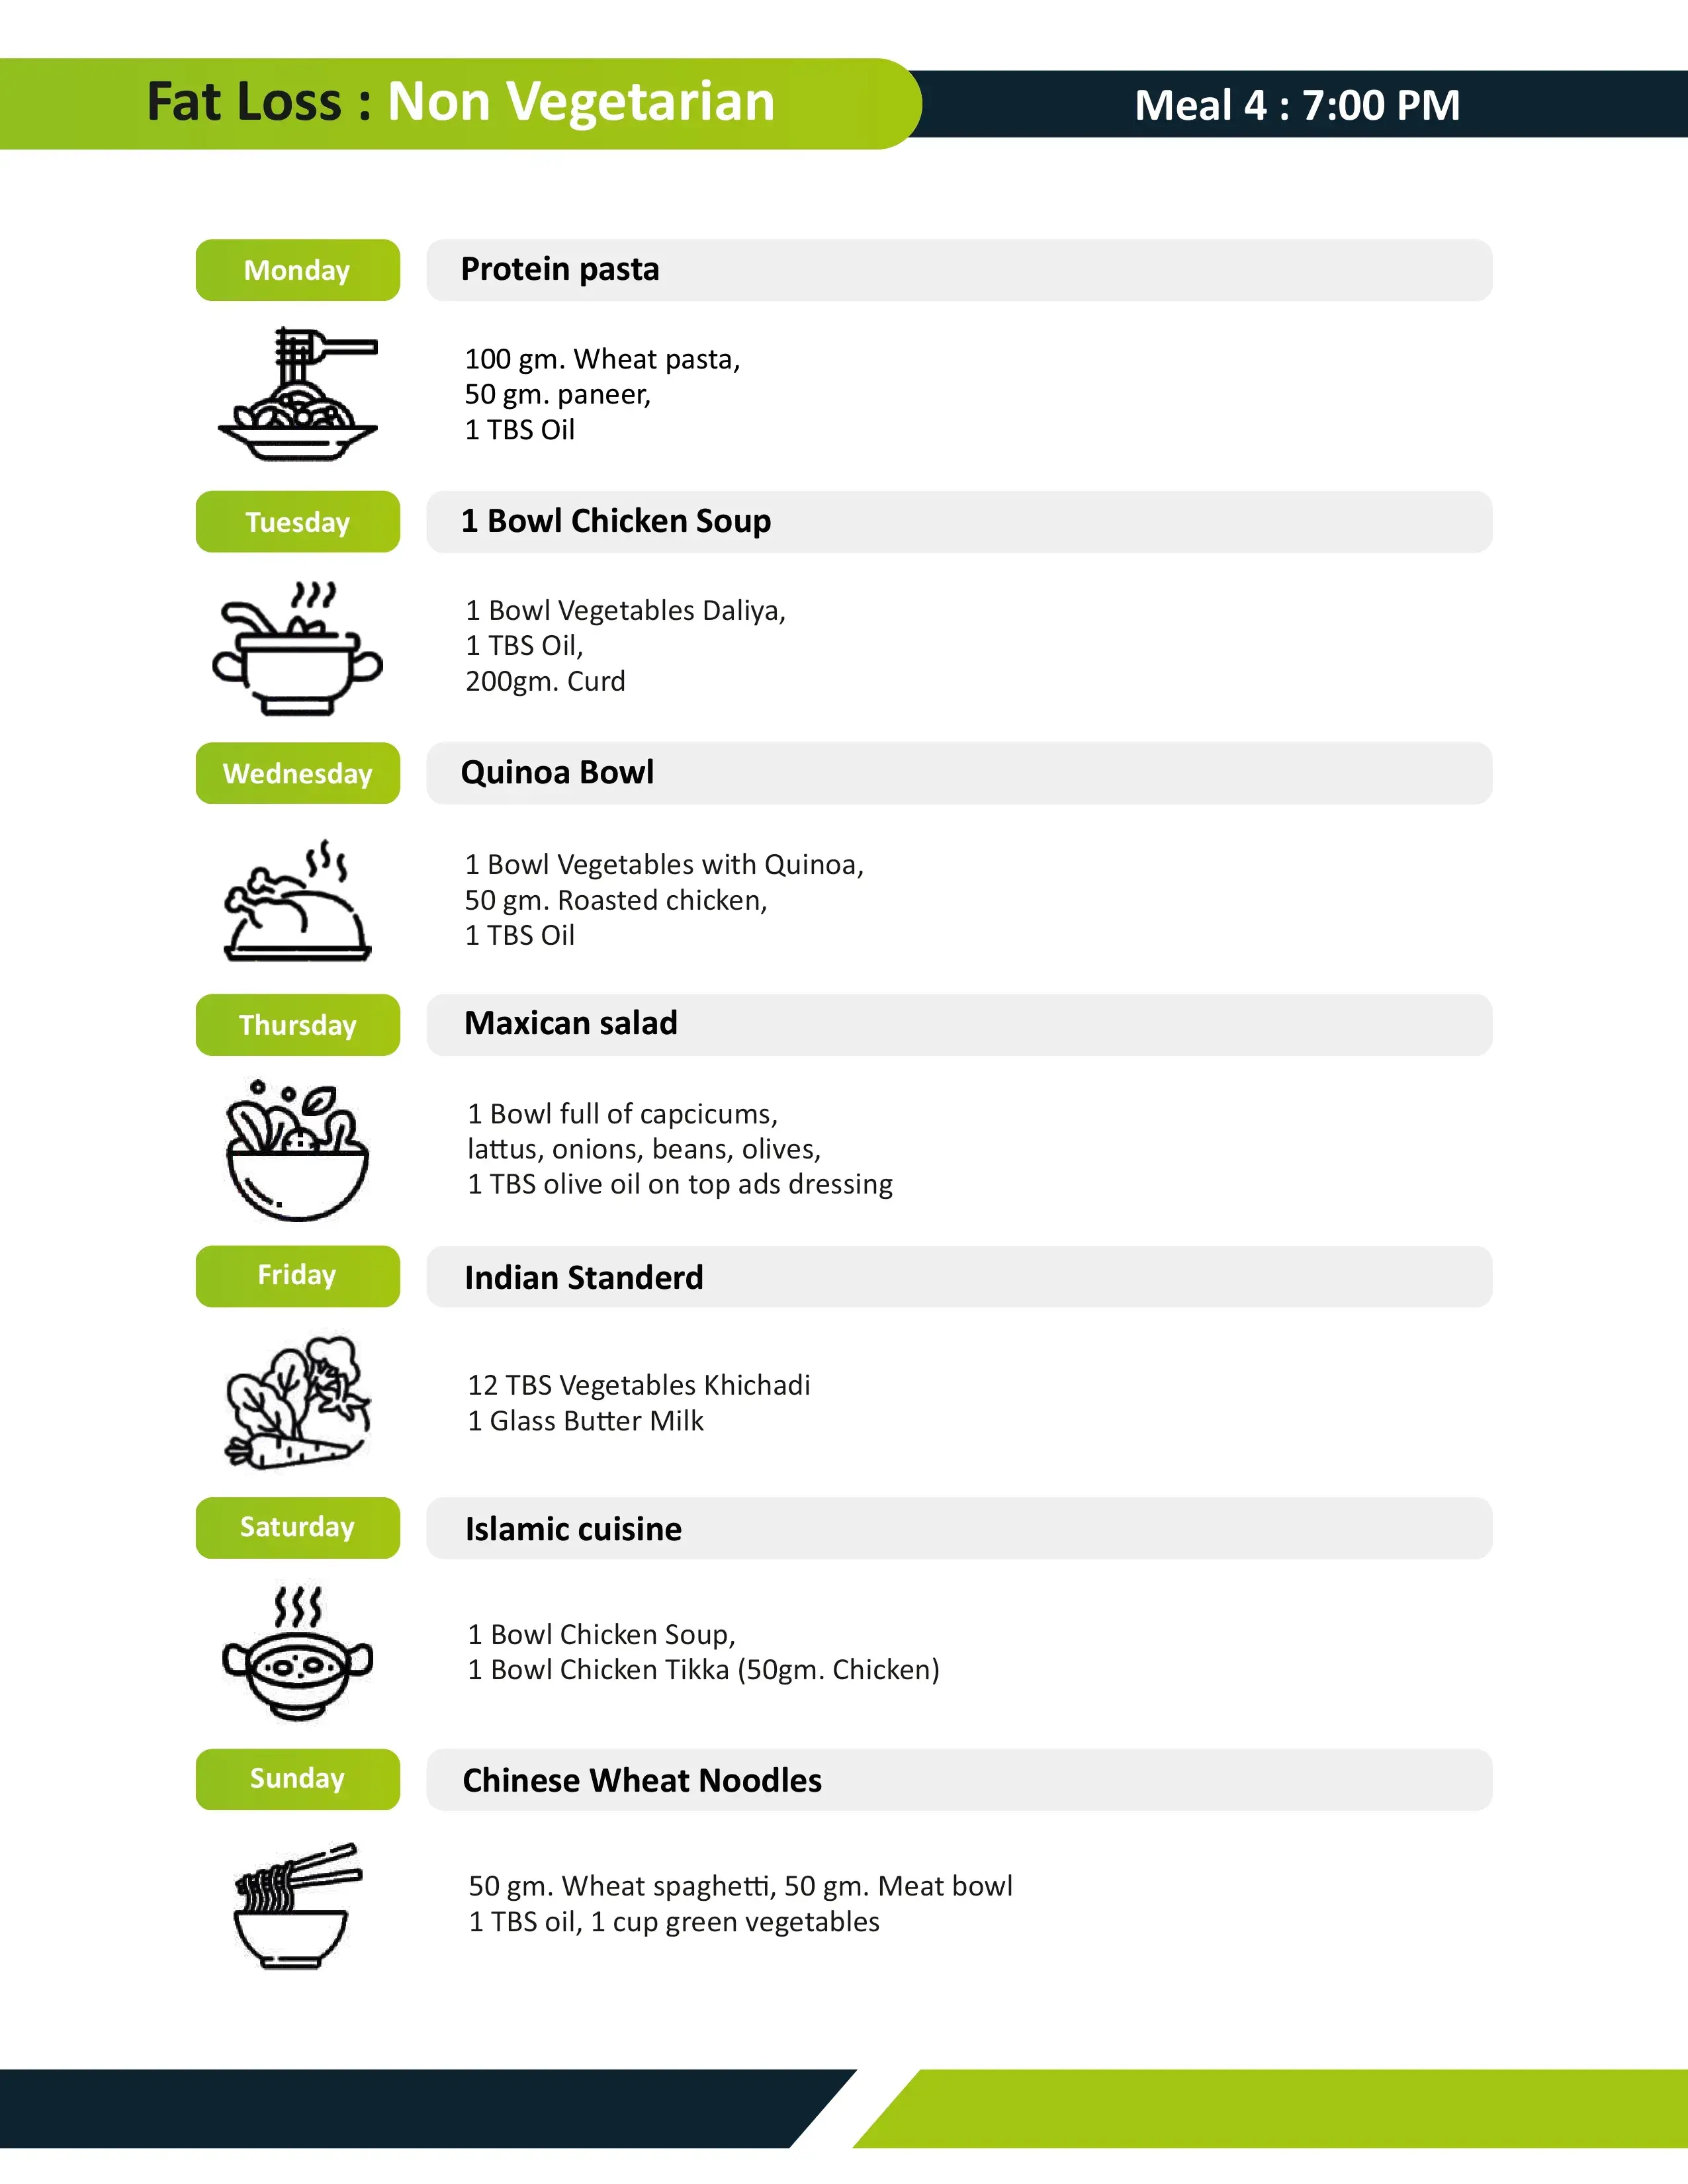 Fat Loss : Non Vegetarian
Meal 4 : 7:00 PM
Monday
Protein pasta
100 gm. Wheat pasta,
50 gm. paneer,
1 TBS Oil
Tuesday
1 Bowl Chicken Soup
1 Bowl Vegetables Daliya,
1 TBS Oil,
200gm. Curd
Wednesday
Quinoa Bowl
1 Bowl Vegetables with Quinoa,
50 gm. Roasted chicken,
1 TBS Oil
Thursday
Maxican salad
1 Bowl full of capcicums,
lattus, onions, beans, olives,
1 TBS olive oil on top ads dressing
Friday
Indian Standerd
12 TBS Vegetables Khichadi
1 Glass Butter Milk
Saturday
Islamic cuisine
1 Bowl Chicken Soup,
1 Bowl Chicken Tikka (50gm. Chicken)
Sunday
Chinese Wheat Noodles
50 gm. Wheat spaghetti, 50 gm. Meat bowl
1 TBS oil, 1 cup green vegetables